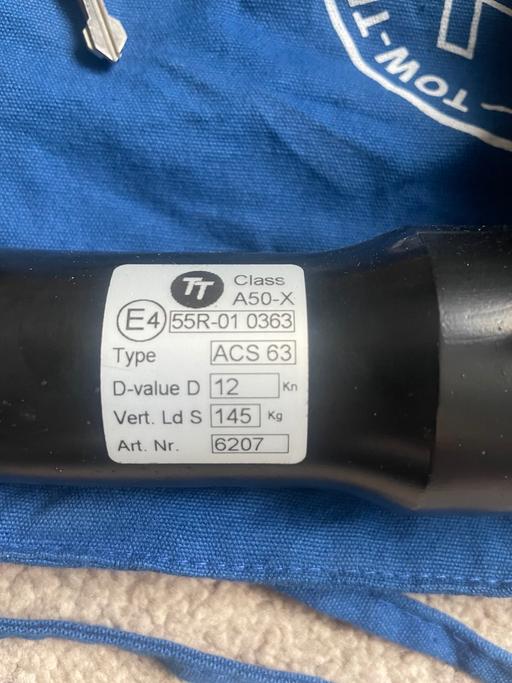 TOW-T
TT
Class
A50-X
E4 55R-01 0363
Type ACS 63
D-value D 12 Kn
Vert. Ld S 145 Kg
Art. Nr. 6207